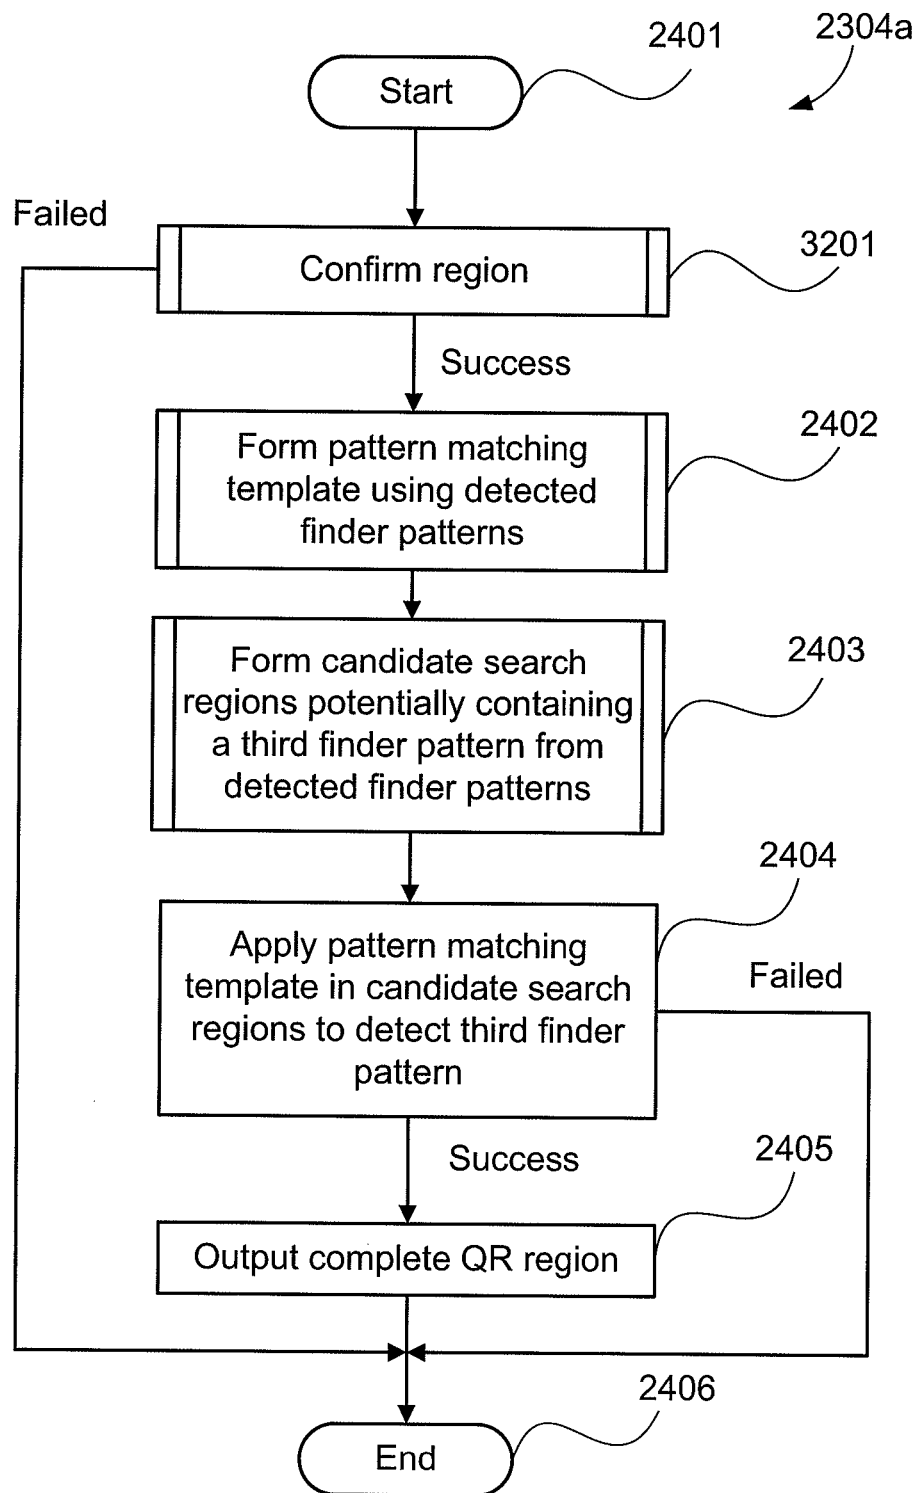 2401
2304a
Start
Failed
3201
Confirm region
Success
2402
Form pattern matching
template using detected
finder patterns
2403
Form candidate search
regions potentially containing
a third finder pattern from
detected finder patterns
2404
Apply pattern matching
template in candidate search
regions to detect third finder
pattern
Failed
Success
2405
Output complete QR region
2406
End